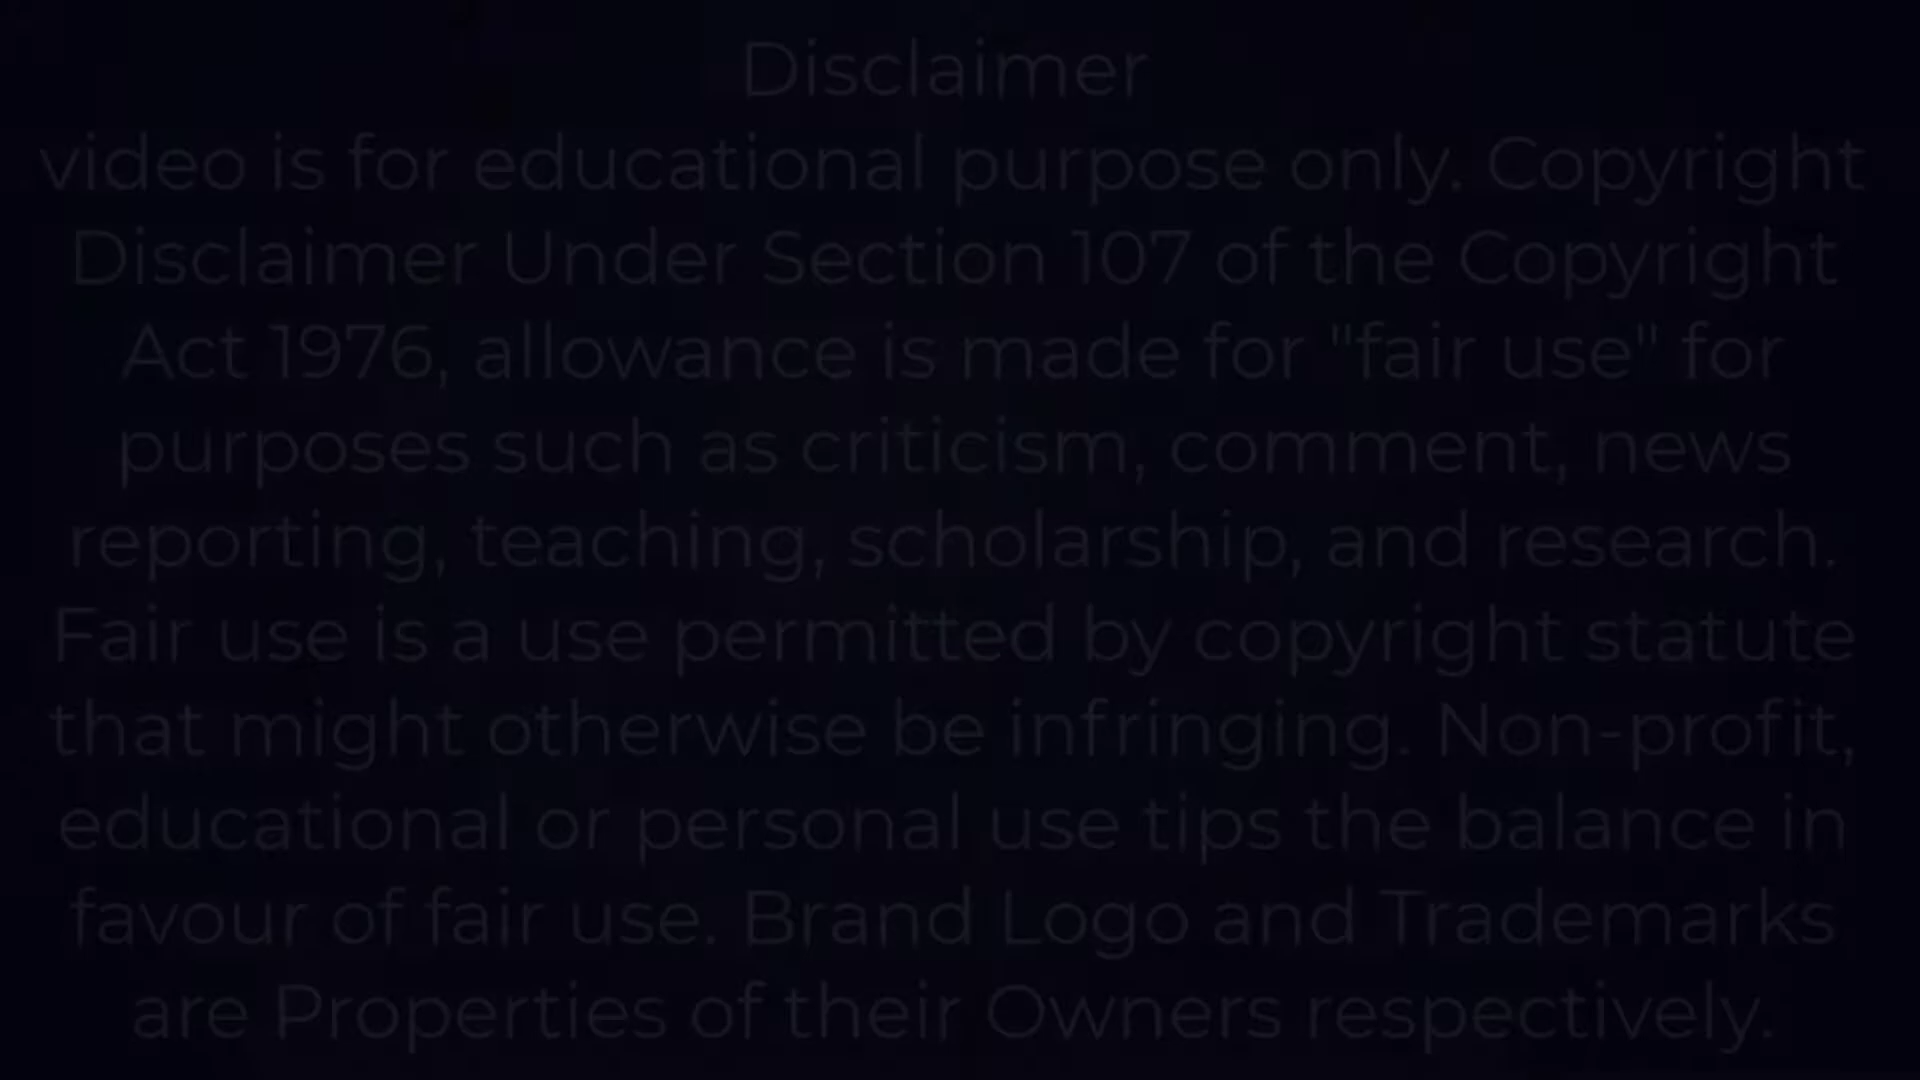 Disclaimer
video is for educational purpose only. Copyright
Disclaimer Under Section 107 of the Copyright
Act 1976, allowance is made for "fair use" for
purposes such as criticism, comment, news
reporting, teaching, scholarship, and research.
Fair use is a use permitted by copyright statute
that might otherwise be infringing. Non-profit,
educational or personal use tips the balance in
favour of fair use. Brand Logo and Trademarks
are Properties of their Owners respectively.